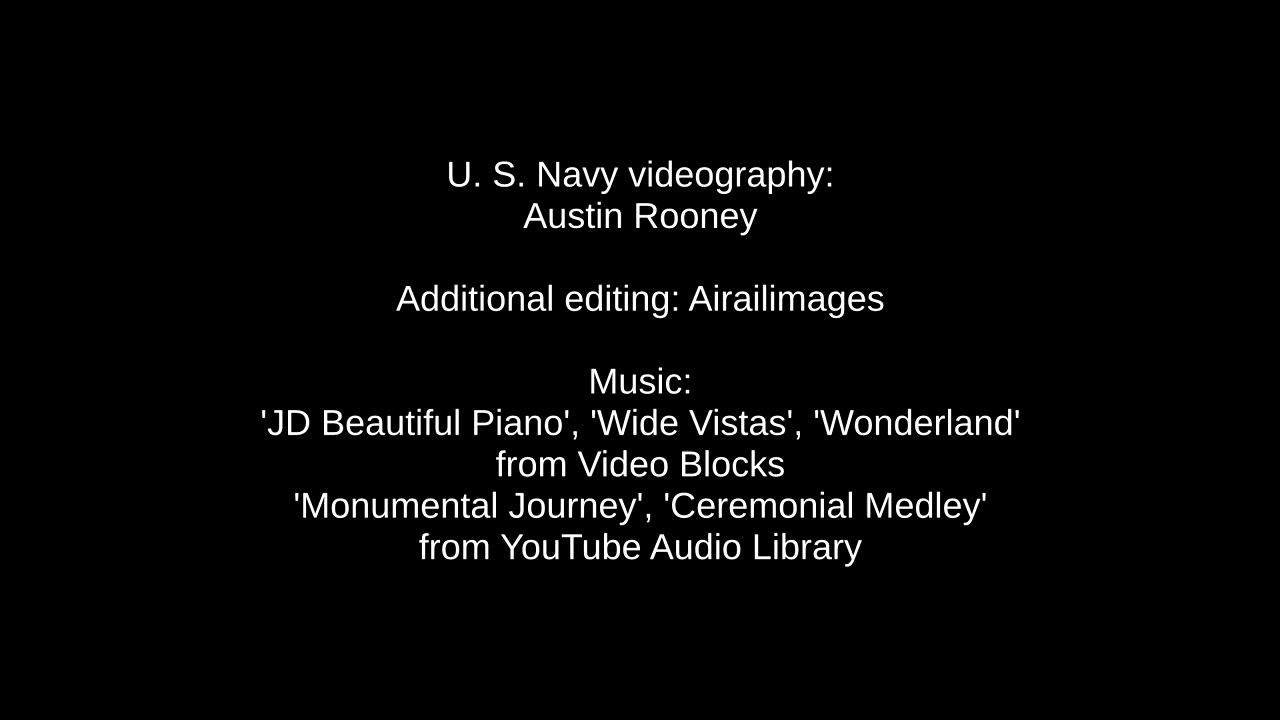 U. S. Navy videography:
Austin Rooney
Additional editing: Airailimages
Music:
'JD Beautiful Piano', 'Wide Vistas', 'Wonderland'
from Video Blocks
'Monumental Journey', 'Ceremonial Medley'
from YouTube Audio Library